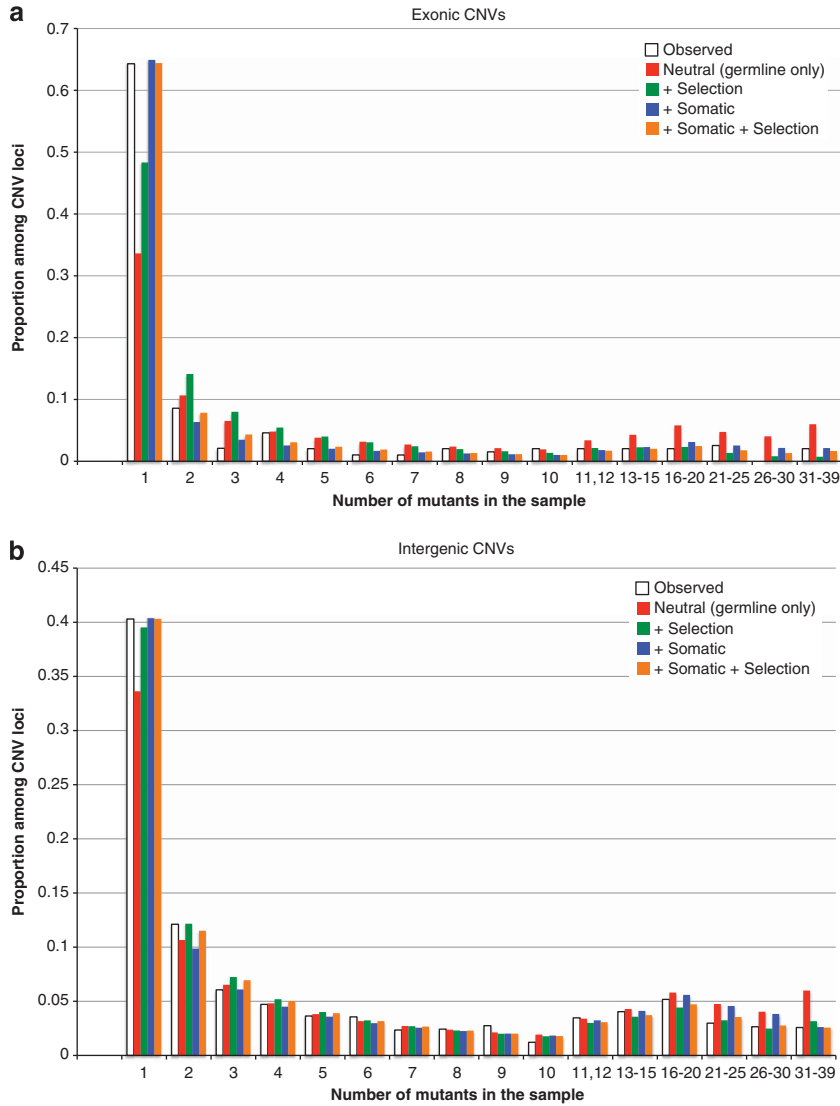 a
Exonic CNVs
0.7
0.6
0.5
0.4
0.3
0.2
0.1
0
Proportion among CNV loci
Observed
Neutral (germline only)
+ Selection
+ Somatic
+ Somatic + Selection
1 2 3 4 5 6 7 8 9 10 11,12 13-15 16-20 21-25 26-30 31-39
Number of mutants in the sample
b
Intergenic CNVs
0.45
0.4
0.35
0.3
0.25
0.2
0.15
0.1
0.05
0
Proportion among CNV loci
Observed
Neutral (germline only)
+ Selection
+ Somatic
+ Somatic + Selection
1 2 3 4 5 6 7 8 9 10 11,12 13-15 16-20 21-25 26-30 31-39
Number of mutants in the sample